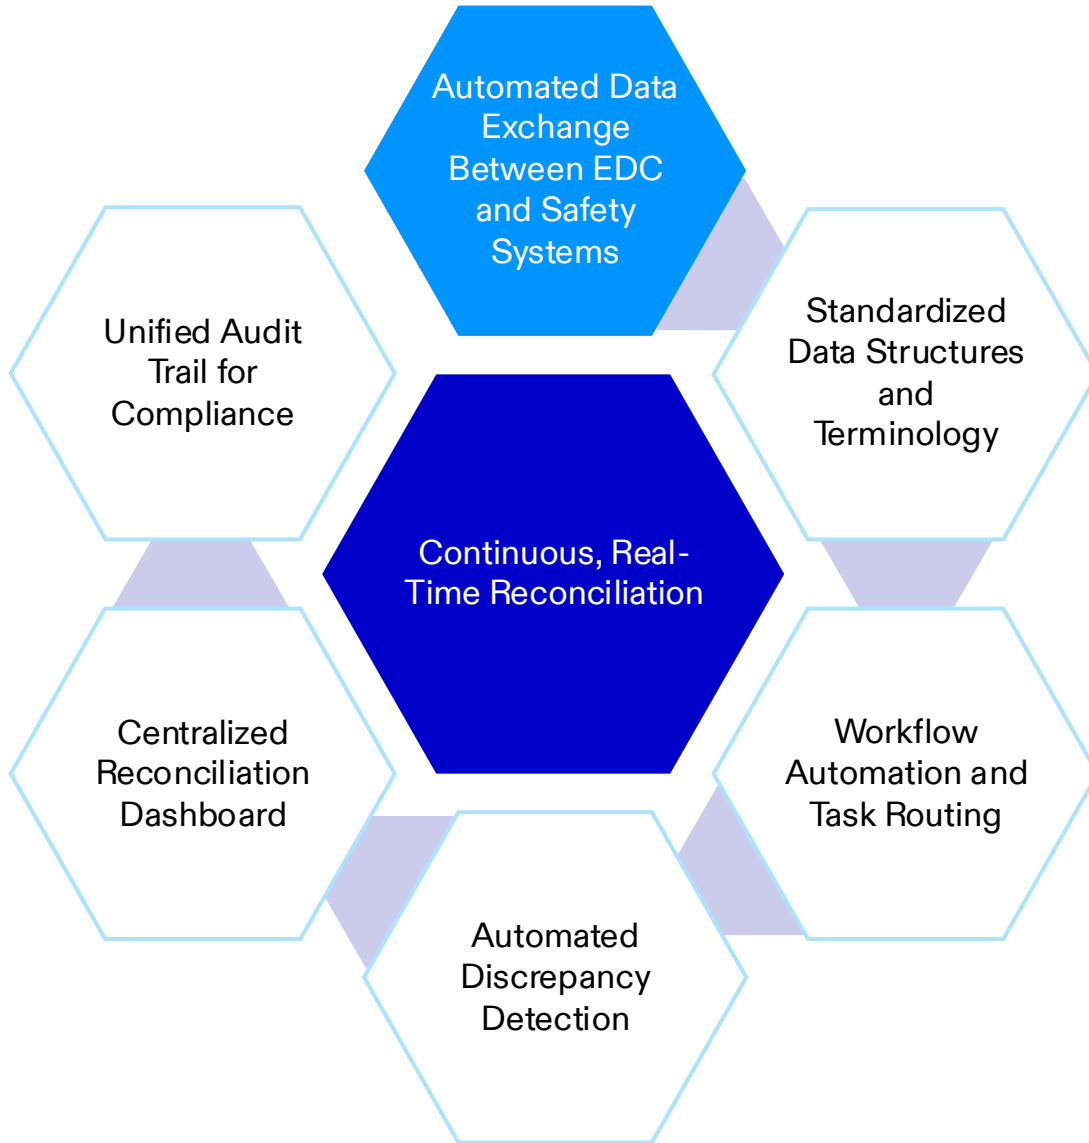 Automated Data
Exchange
Between EDC
and Safety
Systems
Standardized
Data Structures
and
Terminology
Workflow
Automation and
Task Routing
Automated
Discrepancy
Detection
Centralized
Reconciliation
Dashboard
Unified Audit
Trail for
Compliance
Continuous, Real-
Time Reconciliation